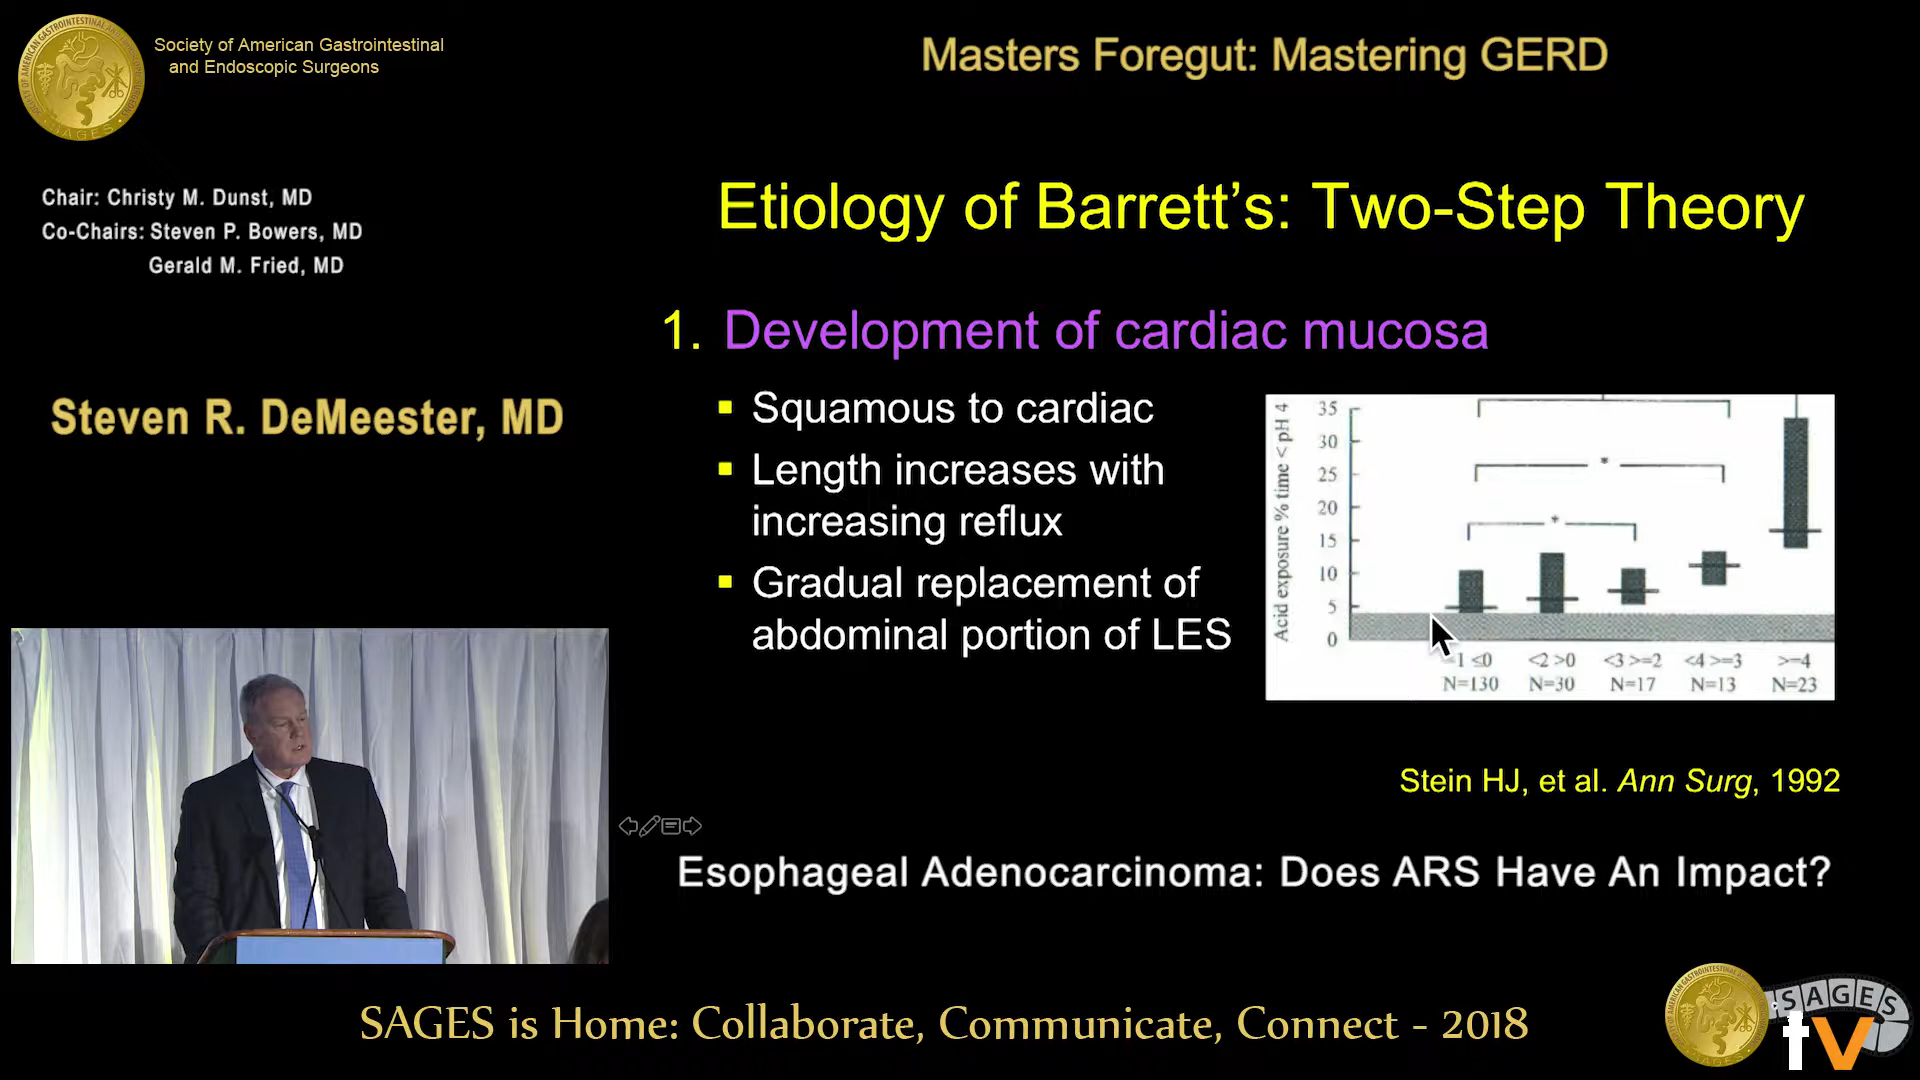 Society of American Gastrointestinal
and Endoscopic Surgeons
Masters Foregut: Mastering GERD
Chair: Christy M. Dunst, MD
Co-Chairs: Steven P. Bowers, MD
Gerald M. Fried, MD
Steven R. DeMeester, MD
Etiology of Barrett’s: Two-Step Theory
1. Development of cardiac mucosa
▪ Squamous to cardiac
▪ Length increases with
increasing reflux
▪ Gradual replacement of
abdominal portion of LES
Acid exposure % time < pH 4
35
30
25
20
15
10
5
0
*
*
1 ≤0 <2 >0 <3 >=2 <4 >=3 >=4
N=130 N=30 N=17 N=13 N=23
Stein HJ, et al. Ann Surg, 1992
Esophageal Adenocarcinoma: Does ARS Have An Impact?
SAGES is Home: Collaborate, Communicate, Connect - 2018
SAGES
tv